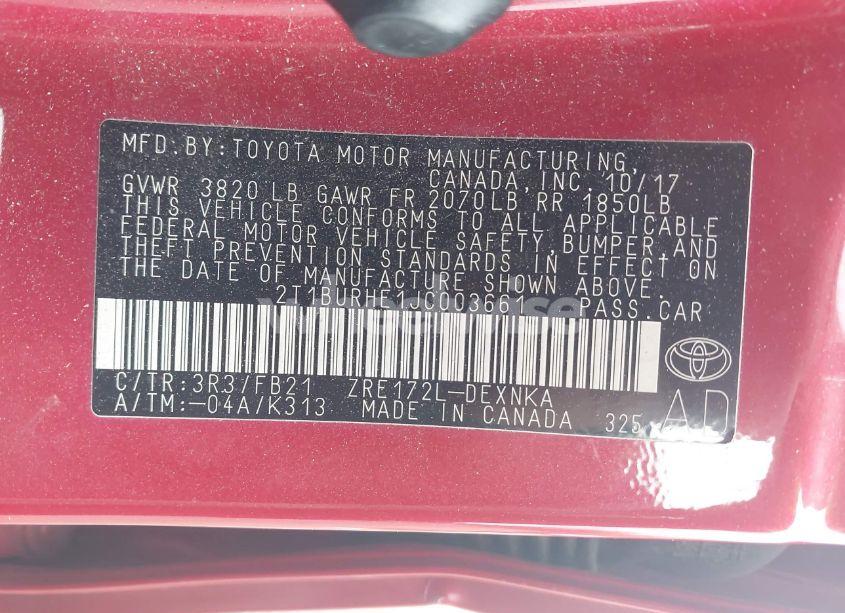 MFD.BY:TOYOTA MOTOR MANUFACTURING,
CANADA,INC. 10/17
GVWR 3820 LB GAWR FR 2070LB RR 1850LB
THIS VEHICLE CONFORMS TO ALL APPLICABLE
FEDERAL MOTOR VEHICLE SAFETY,BUMPER AND
THEFT PREVENTION STANDARDS IN EFFECT ON
THE DATE OF MANUFACTURE SHOWN ABOVE.
PASS.CAR
C/TR:3R3/FB21 ZRE172L-DEXNKA
A/TM:-04A/K313 MADE IN CANADA 325 AD